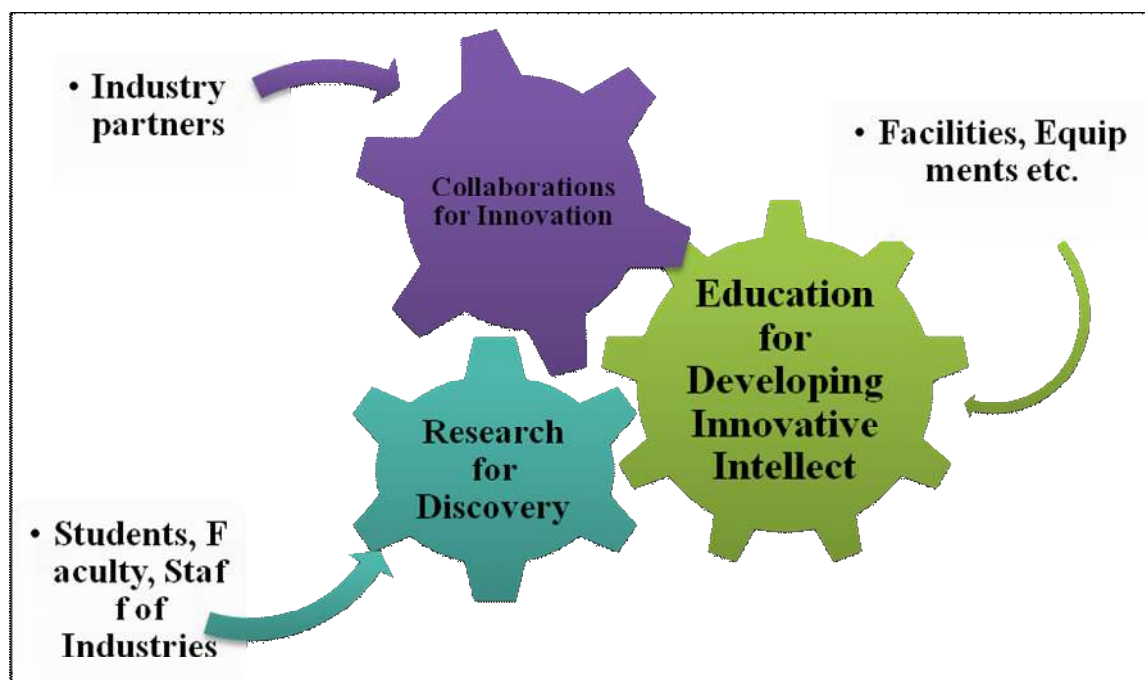 • Industry
partners
Collaborations
for Innovation
• Facilities, Equip
ments etc.
Education
for
Developing
Innovative
Intellect
Research
for
Discovery
• Students, F
aculty, Staf
f of
Industries